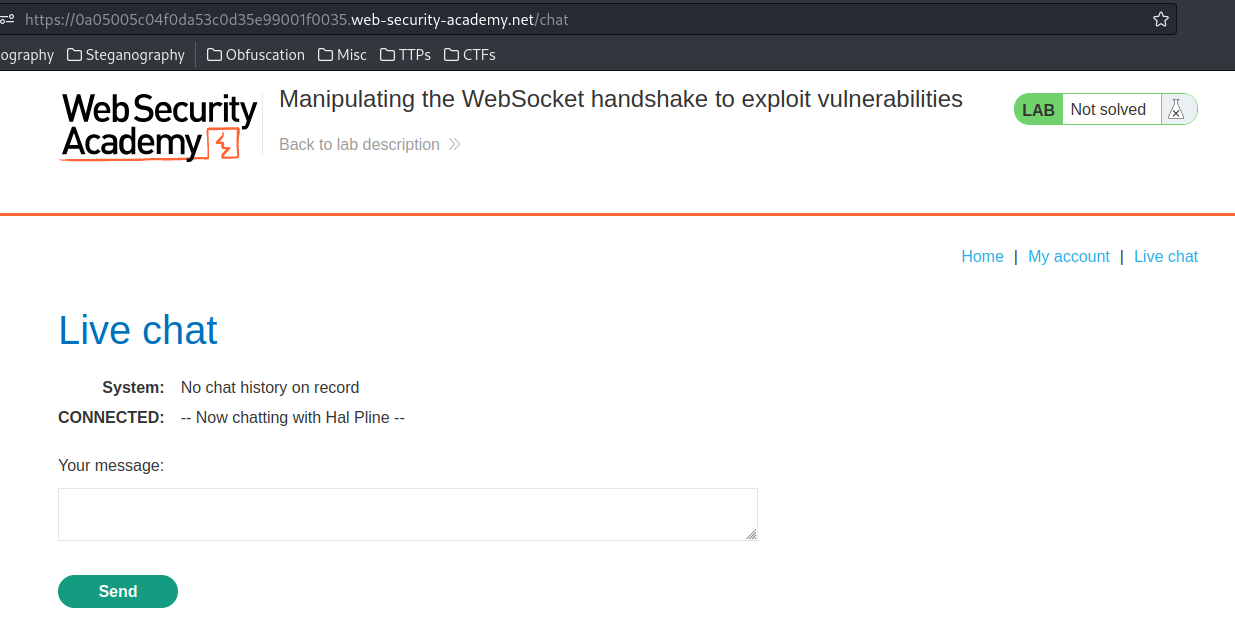 https://0a05005c04f0da53c0d35e99001f0035.web-security-academy.net/chat
ography Steganography Obfuscation Misc TTPs CTFs
Web Security
Academy
Manipulating the WebSocket handshake to exploit vulnerabilities
Back to lab description
LAB Not solved
Home | My account | Live chat
Live chat
System: No chat history on record
CONNECTED: -- Now chatting with Hal Pline --
Your message:
Send